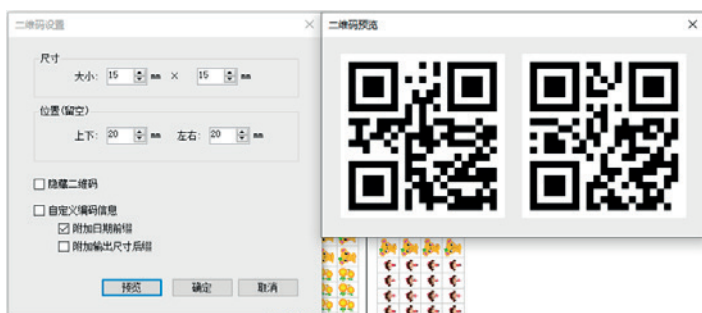 二维码设置
尺寸
大小: 15 mm × 15 mm
位置(留空)
上下: 20 mm 左右: 20 mm
隐藏二维码
自定义编码信息
附加日期前缀
附加输出尺寸后缀
预览 确定 取消
二维码预览